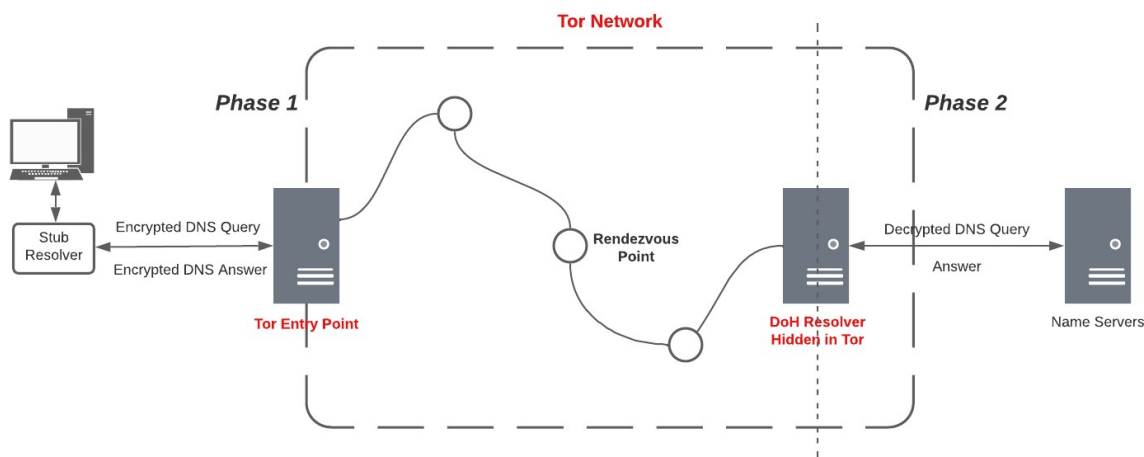 Tor Network
Phase 1
Phase 2
Stub
Resolver
Encrypted DNS Query
Encrypted DNS Answer
Tor Entry Point
Rendezvous
Point
DoH Resolver
Hidden in Tor
Decrypted DNS Query
Answer
Name Servers